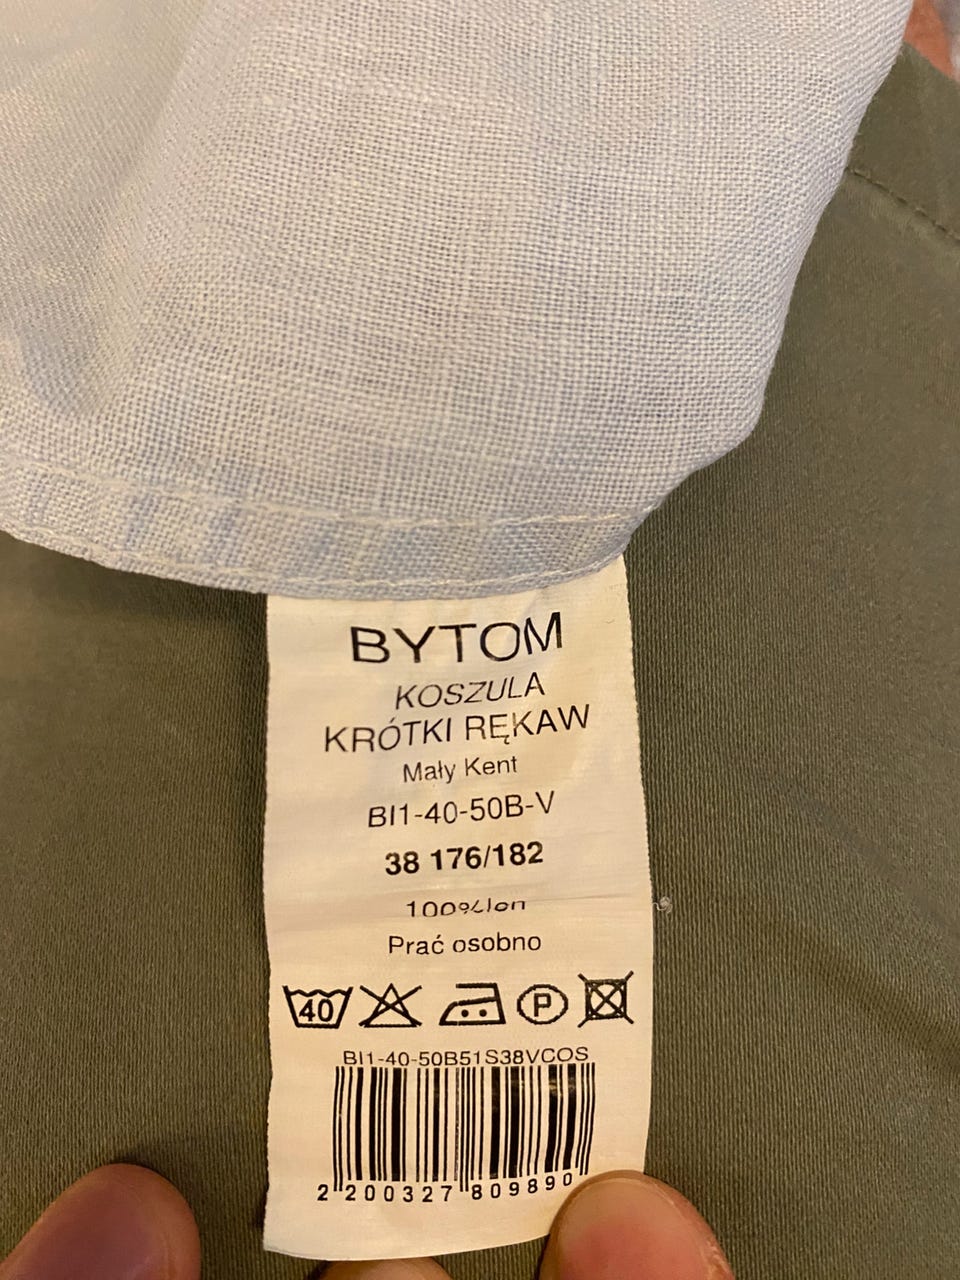 BYTOM
KOSZULA
KRÓTKI RĘKAW
Mały Kent
BI1-40-50B-V
38 176/182
100%len
Prać osobno
40 P
BI1-40-50B51S38VCOS
2 200327 809890